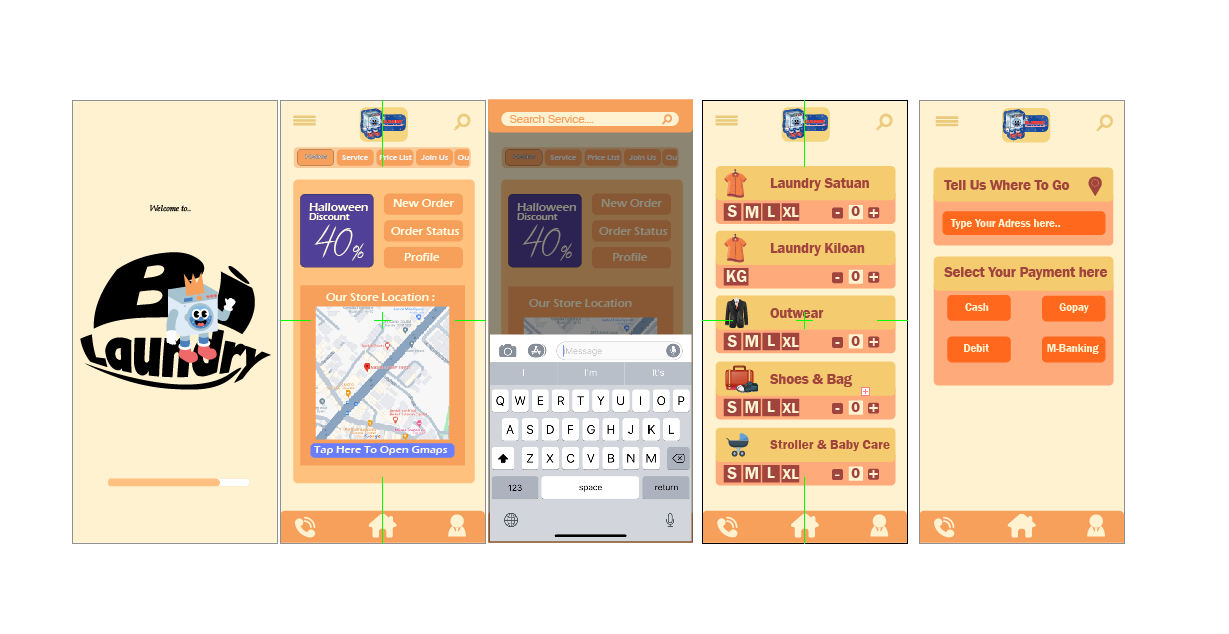 Welcome to..
B D
Laundry
Home
Service
Price List
Join Us
Ou
Halloween
Discount
40%
New Order
Order Status
Profile
Our Store Location :
Tap Here To Open Gmaps
Search Service....
Home
Service
Price List
Join Us
Ou
Halloween
Discount
40%
New Order
Order Status
Profile
Our Store Location
Message
I
I'm
It's
Q W E R T Y U I O P
A S D F G H J K L
Z X C V B N M
123
space
return
Laundry Satuan
S M L XL
- 0 +
Laundry Kiloan
KG
- 0 +
Outwear
S M L XL
- 0 +
Shoes & Bag
S M L XL
- 0 +
Stroller & Baby Care
S M L XL
- 0 +
Tell Us Where To Go
Type Your Adress here..
Select Your Payment here
Cash
Gopay
Debit
M-Banking